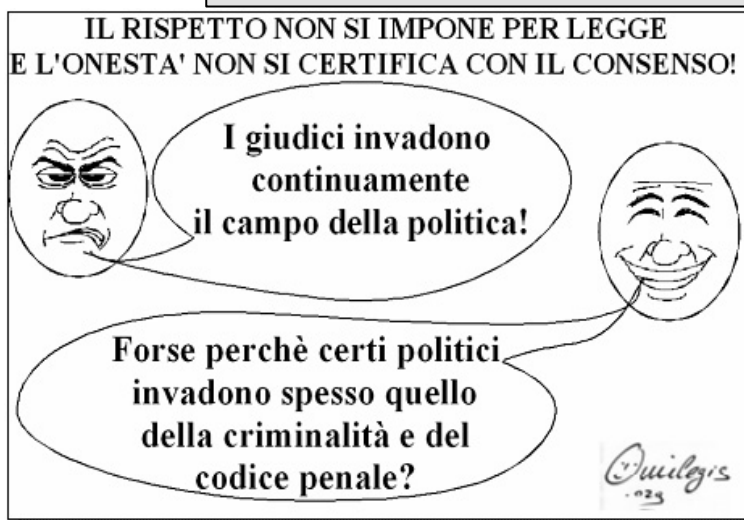 IL RISPETTO NON SI IMPONE PER LEGGE
E L'ONESTA' NON SI CERTIFICA CON IL CONSENSO!
I giudici invadono
continuamente
il campo della politica!
Forse perchè certi politici
invadono spesso quello
della criminalità e del
codice penale?
Quilegis
.org